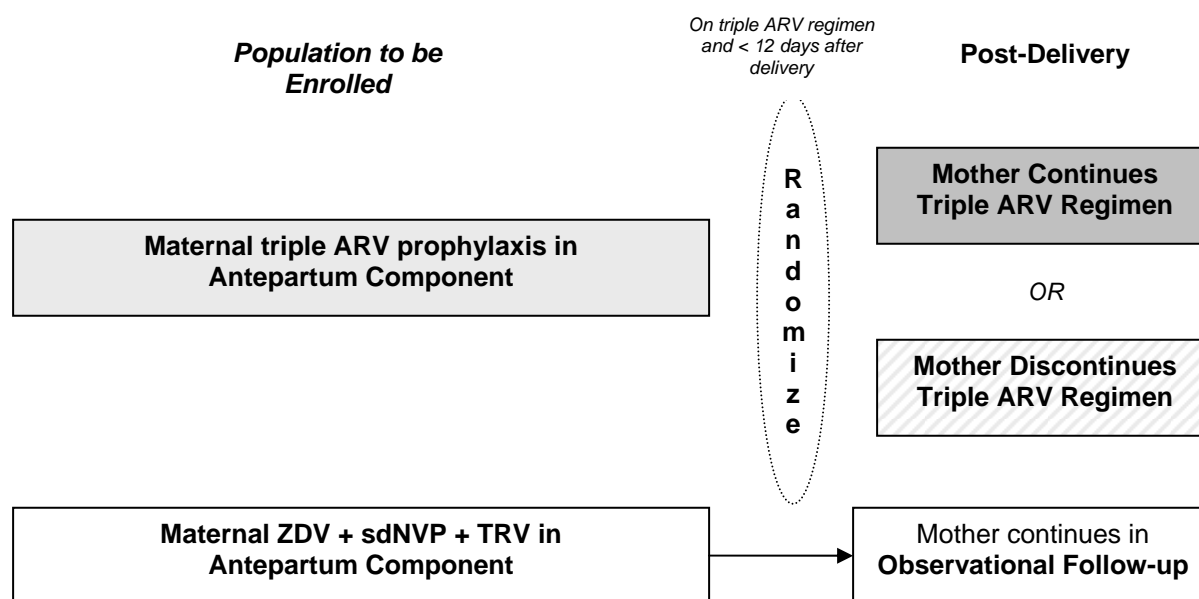 Population to be
Enrolled
On triple ARV regimen
and < 12 days after
delivery
Post-Delivery
Maternal triple ARV prophylaxis in
Antepartum Component
Randomize
Mother Continues
Triple ARV Regimen
OR
Mother Discontinues
Triple ARV Regimen
Maternal ZDV + sdNVP + TRV in
Antepartum Component
Mother continues in
Observational Follow-up